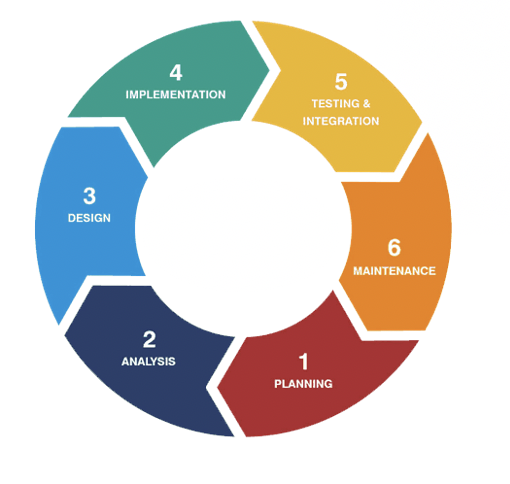 1
PLANNING
2
ANALYSIS
3
DESIGN
4
IMPLEMENTATION
5
TESTING &
INTEGRATION
6
MAINTENANCE